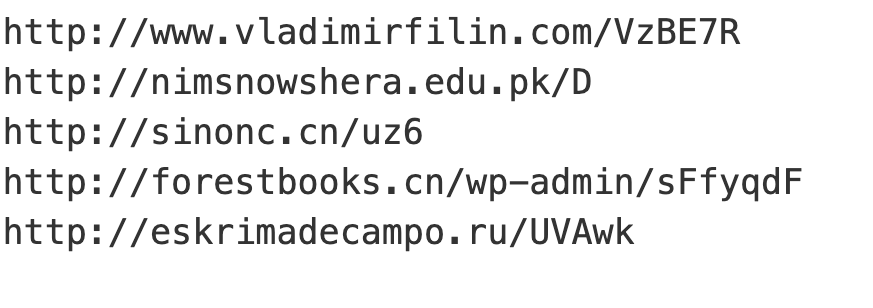 http://www.vladimirfilin.com/VzBE7R
http://nimsnowshera.edu.pk/D
http://sinonc.cn/uz6
http://forestbooks.cn/wp-admin/sFfyqdF
http://eskrimadecampo.ru/UVAwk